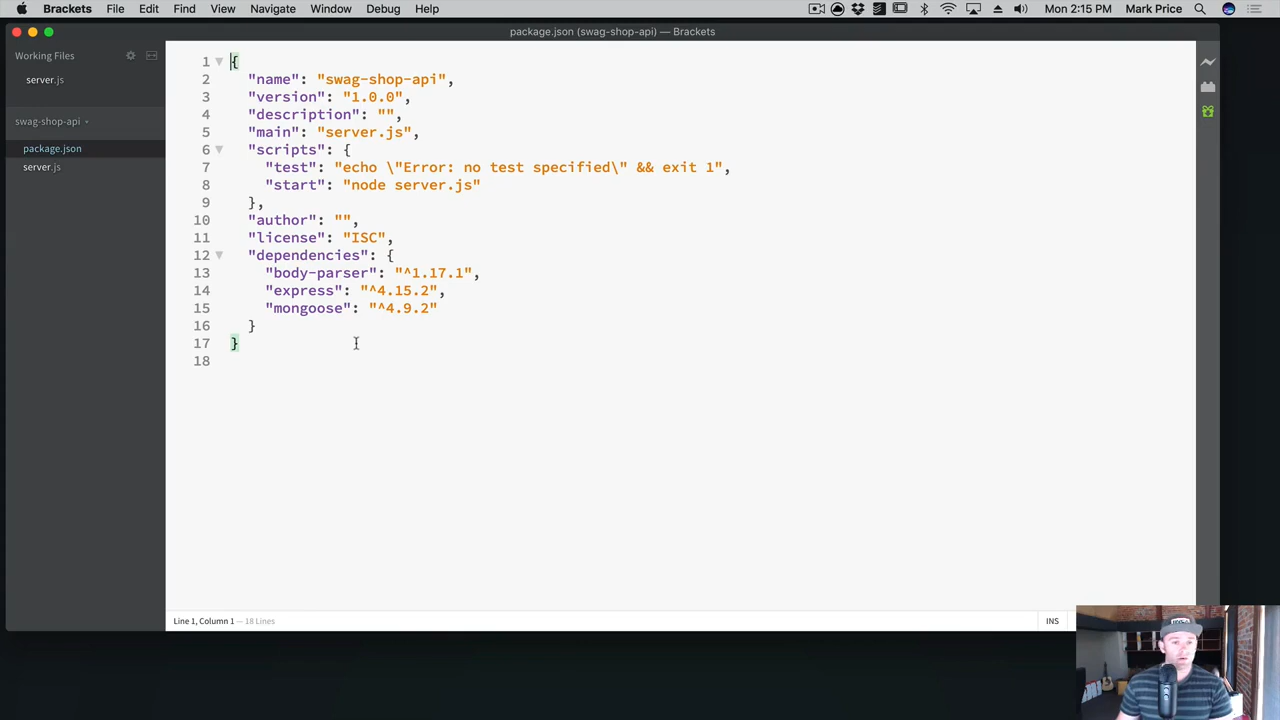 Brackets File Edit Find View Navigate Window Debug Help Mon 2:15 PM Mark Price
package.json (swag-shop-api) — Brackets
Working Files
server.js
swag-shop-api
package.json
server.js
1 {
2 "name": "swag-shop-api",
3 "version": "1.0.0",
4 "description": "",
5 "main": "server.js",
6 "scripts": {
7 "test": "echo \"Error: no test specified\" && exit 1",
8 "start": "node server.js"
9 },
10 "author": "",
11 "license": "ISC",
12 "dependencies": {
13 "body-parser": "^1.17.1",
14 "express": "^4.15.2",
15 "mongoose": "^4.9.2"
16 }
17 }
18
Line 1, Column 1 — 18 Lines INS